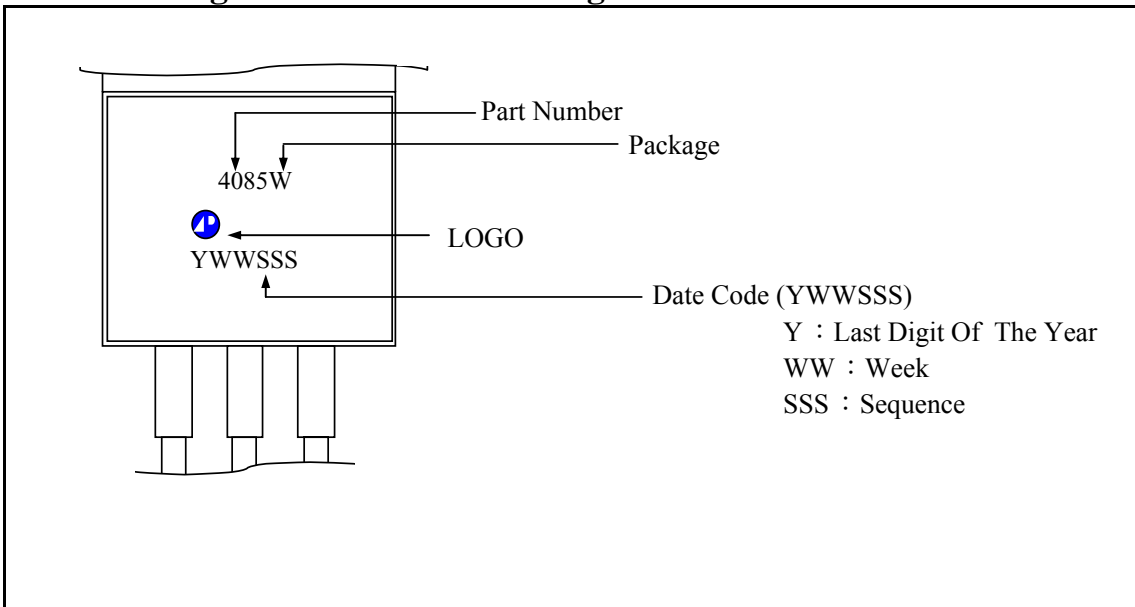 Part Number
Package
4085W
LOGO
YWWSSS
Date Code (YWWSSS)
Y：Last Digit Of The Year
WW：Week
SSS：Sequence